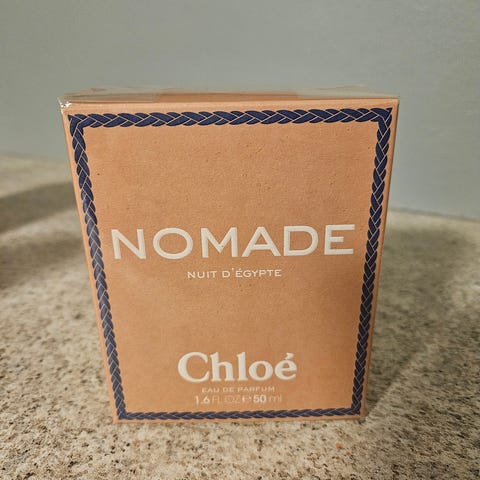 NOMADE
NUIT D'ÉGYPTE
Chloé
EAU DE PARFUM
1.6 FL OZ ℮ 50 ml